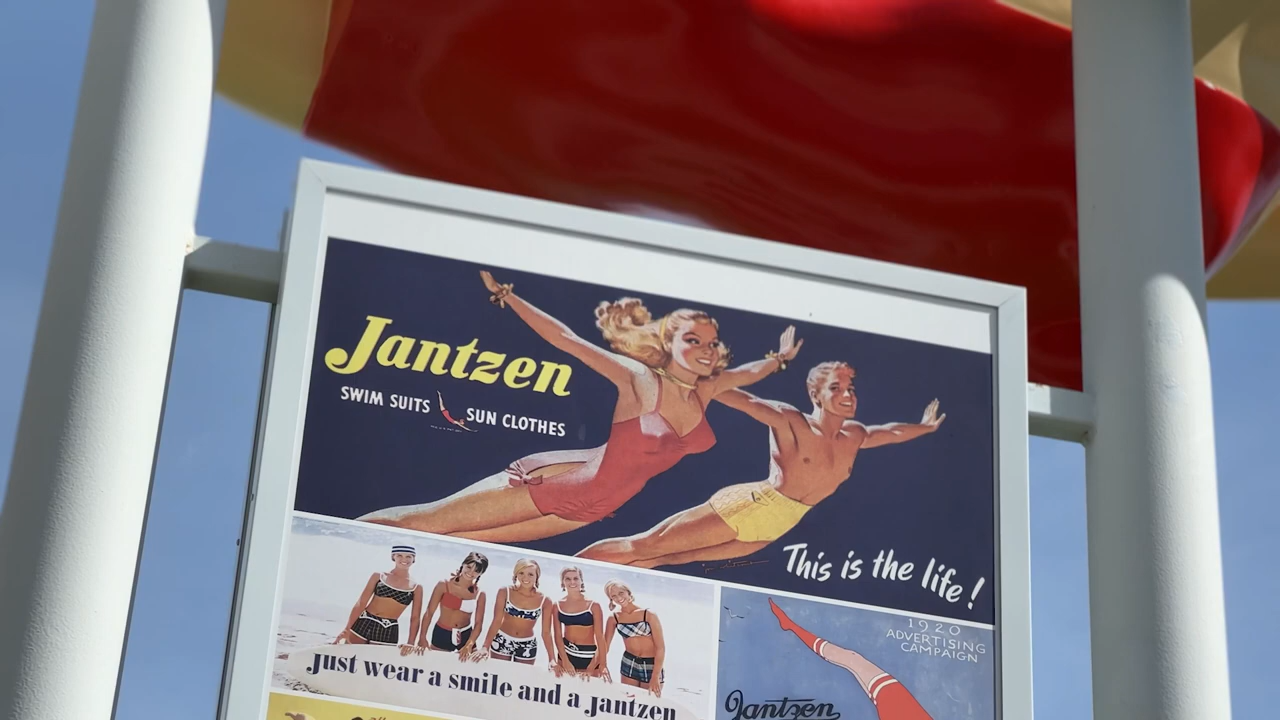 Jantzen
SWIM SUITS SUN CLOTHES
This is the life!
just wear a smile and a jantzen
1920
ADVERTISING
CAMPAIGN
Jantzen